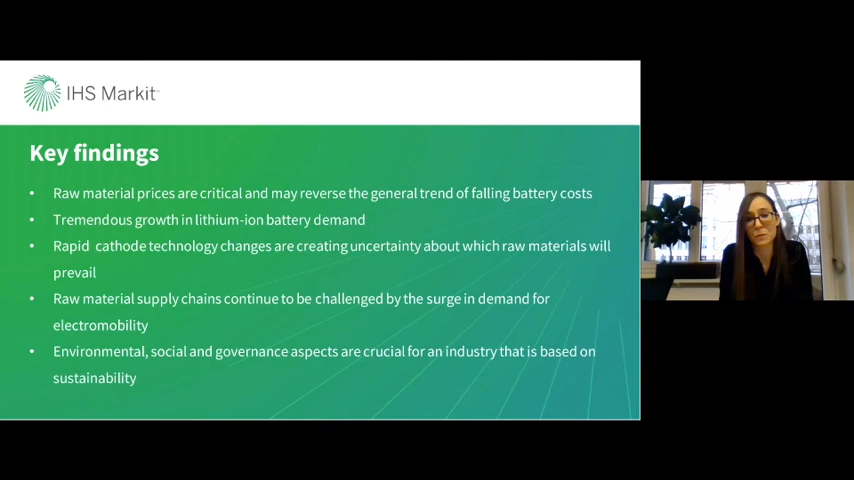 IHS Markit
Key findings
• Raw material prices are critical and may reverse the general trend of falling battery costs
• Tremendous growth in lithium-ion battery demand
• Rapid cathode technology changes are creating uncertainty about which raw materials will
prevail
• Raw material supply chains continue to be challenged by the surge in demand for
electromobility
• Environmental, social and governance aspects are crucial for an industry that is based on
sustainability